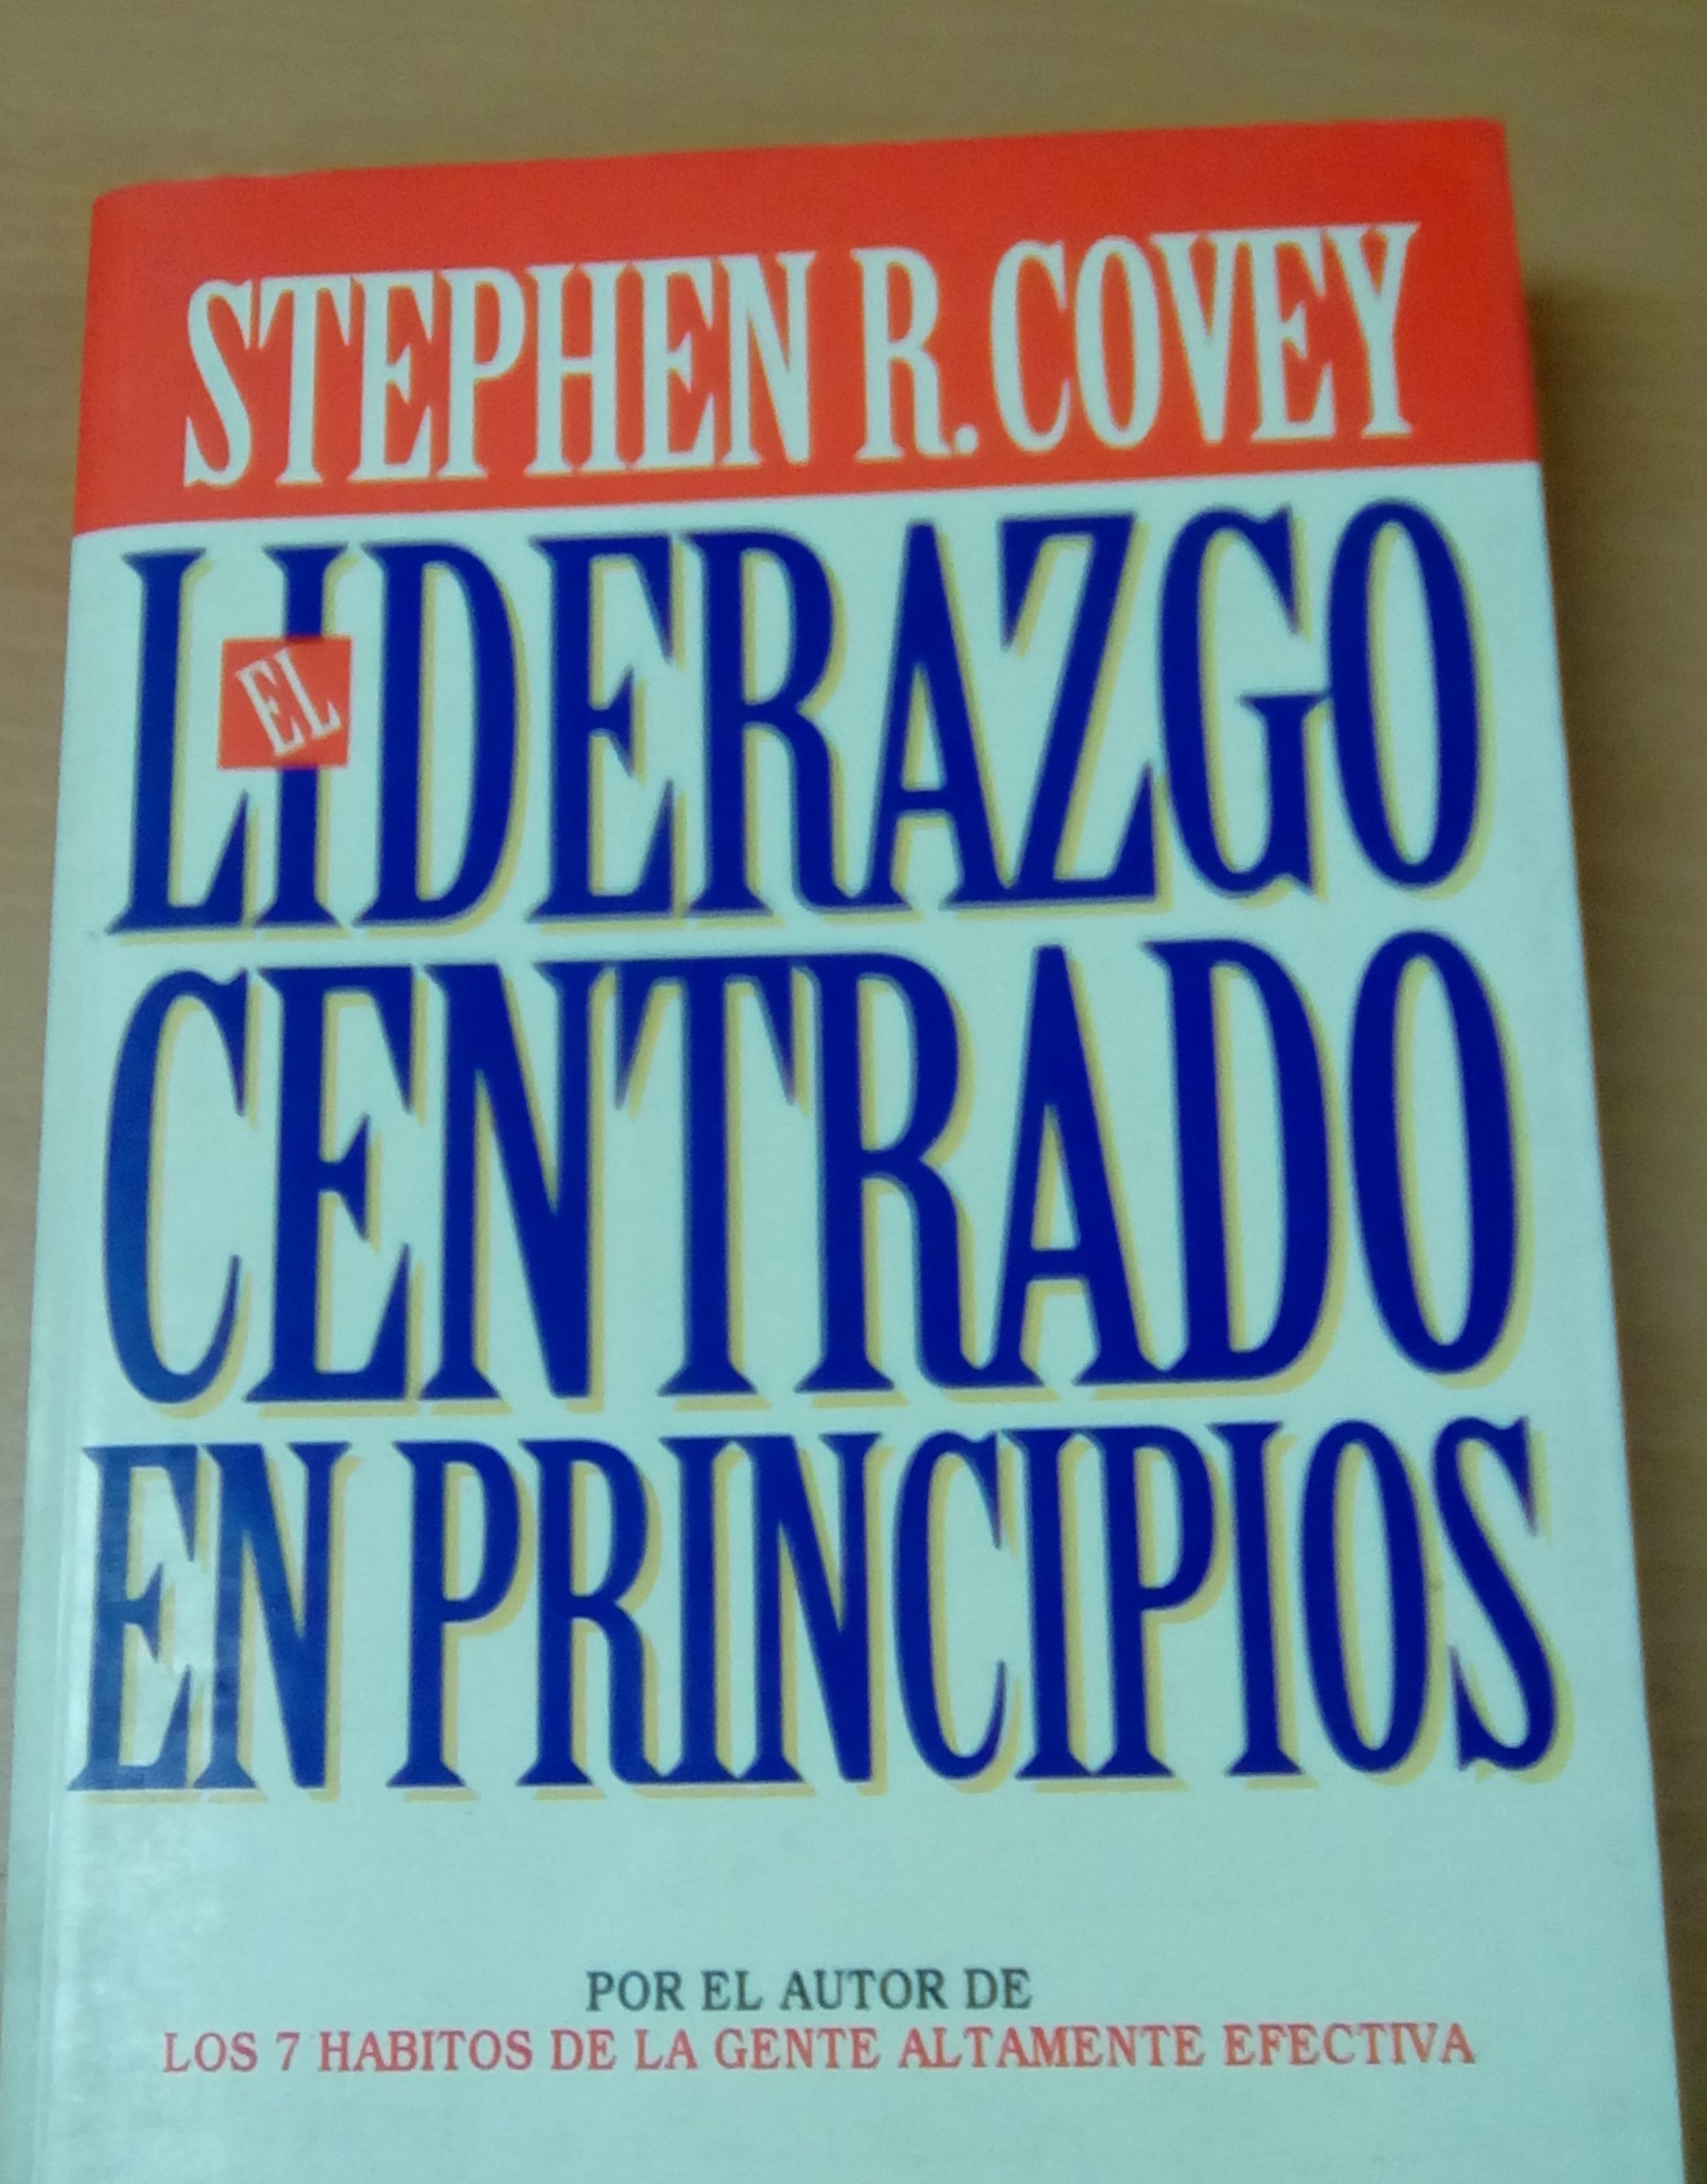 STEPHEN R. COVEY
EL
LIDERAZGO
CENTRADO
EN PRINCIPIOS
POR EL AUTOR DE
LOS 7 HABITOS DE LA GENTE ALTAMENTE EFECTIVA